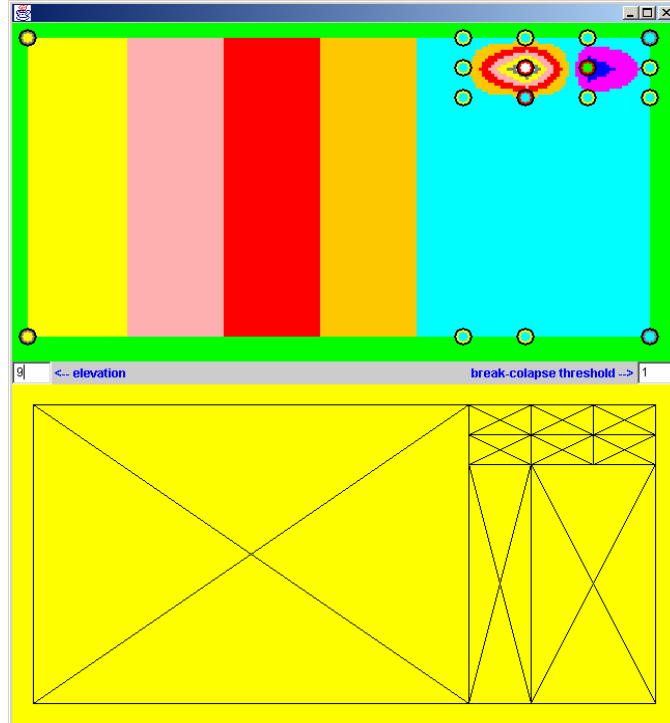 9 <-- elevation break-colapse threshold --> 1